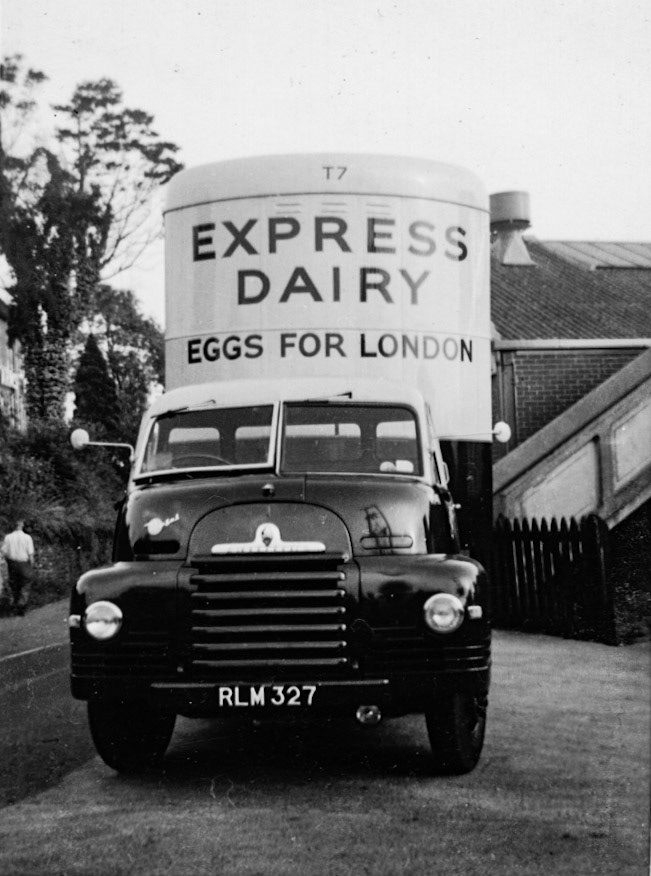 T7
EXPRESS
DAIRY
EGGS FOR LONDON
RLM 327